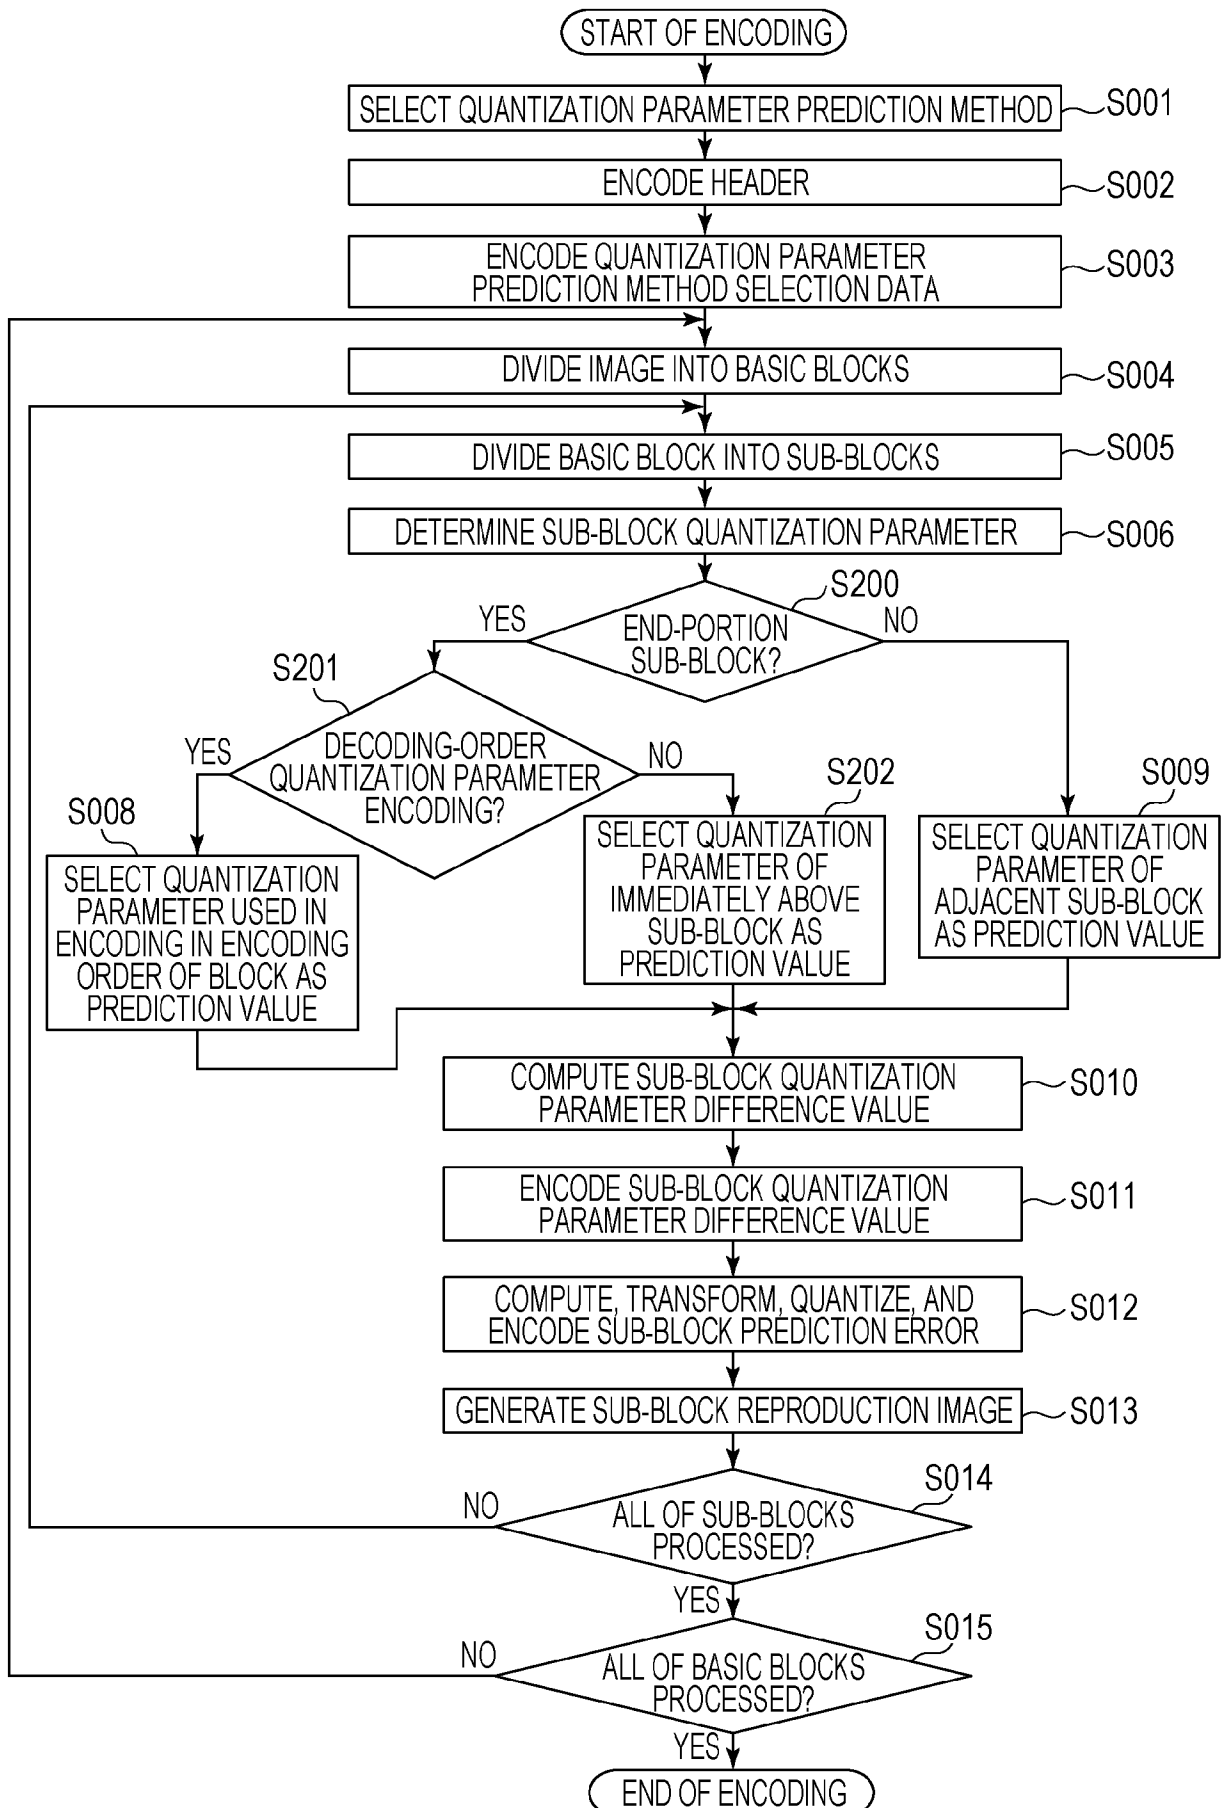 START OF ENCODING
SELECT QUANTIZATION PARAMETER PREDICTION METHOD
S001
ENCODE HEADER
S002
ENCODE QUANTIZATION PARAMETER
PREDICTION METHOD SELECTION DATA
S003
DIVIDE IMAGE INTO BASIC BLOCKS
S004
DIVIDE BASIC BLOCK INTO SUB-BLOCKS
S005
DETERMINE SUB-BLOCK QUANTIZATION PARAMETER
S006
S200
YES
END-PORTION
SUB-BLOCK?
NO
S201
YES
DECODING-ORDER
QUANTIZATION PARAMETER
ENCODING?
NO
S008
SELECT QUANTIZATION
PARAMETER USED IN
ENCODING IN ENCODING
ORDER OF BLOCK AS
PREDICTION VALUE
S202
SELECT QUANTIZATION
PARAMETER OF
IMMEDIATELY ABOVE
SUB-BLOCK AS
PREDICTION VALUE
S009
SELECT QUANTIZATION
PARAMETER OF
ADJACENT SUB-BLOCK
AS PREDICTION VALUE
COMPUTE SUB-BLOCK QUANTIZATION
PARAMETER DIFFERENCE VALUE
S010
ENCODE SUB-BLOCK QUANTIZATION
PARAMETER DIFFERENCE VALUE
S011
COMPUTE, TRANSFORM, QUANTIZE, AND
ENCODE SUB-BLOCK PREDICTION ERROR
S012
GENERATE SUB-BLOCK REPRODUCTION IMAGE
S013
S014
NO
ALL OF SUB-BLOCKS
PROCESSED?
YES
S015
NO
ALL OF BASIC BLOCKS
PROCESSED?
YES
END OF ENCODING